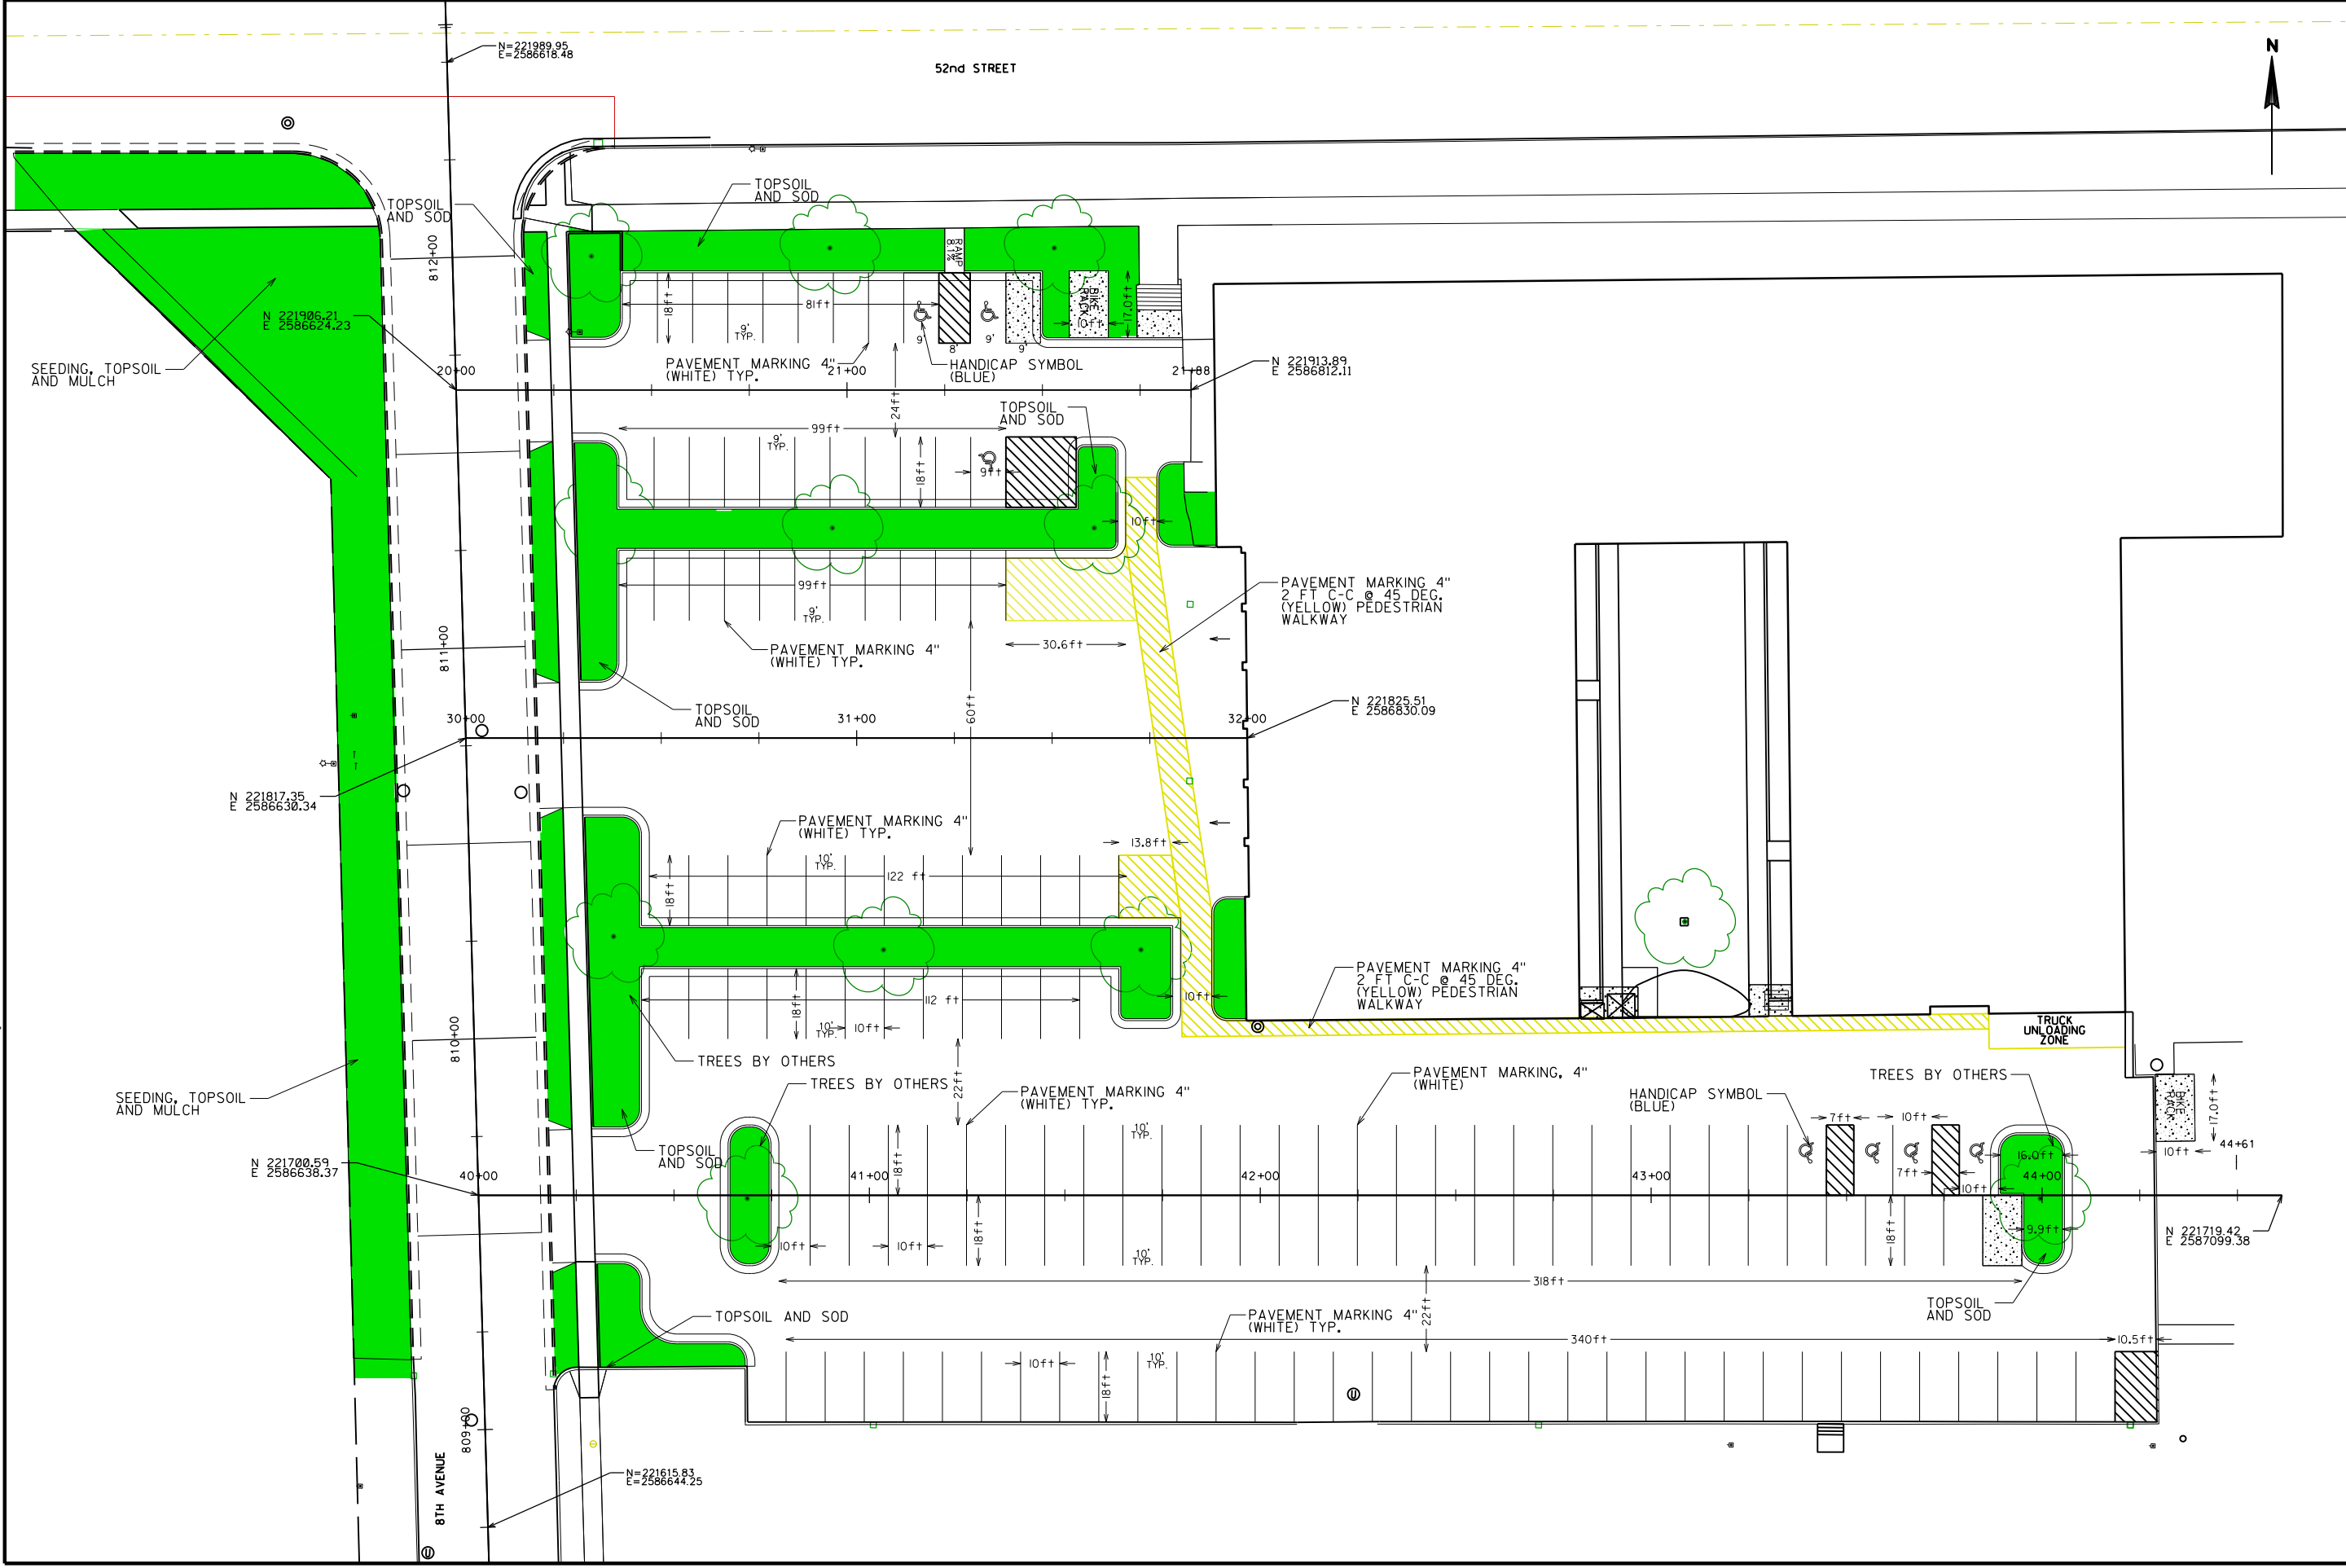 N=221989.95
E=2586618.48
52nd STREET
N
TOPSOIL
AND SOD
TOPSOIL
AND SOD
812+00
RAMP
8.1%
BIKE
RACK
17.0ft
10ft
18ft
81ft
9'
TYP.
9'
8'
9'
9'
N 221906.21
E 2586624.23
SEEDING, TOPSOIL
AND MULCH
PAVEMENT MARKING 4"
(WHITE) TYP.
HANDICAP SYMBOL
(BLUE)
20+00
21+00
21+88
N 221913.89
E 2586812.11
24ft
TOPSOIL
AND SOD
99ft
9'
TYP.
18ft
9ft
10ft
99ft
9'
TYP.
PAVEMENT MARKING 4"
2 FT C-C @ 45 DEG.
(YELLOW) PEDESTRIAN
WALKWAY
811+00
PAVEMENT MARKING 4"
(WHITE) TYP.
30.6ft
60ft
TOPSOIL
AND SOD
30+00
31+00
32+00
N 221825.51
E 2586830.09
N 221817.35
E 2586630.34
PAVEMENT MARKING 4"
(WHITE) TYP.
13.8ft
10'
TYP.
122 ft
18ft
PAVEMENT MARKING 4"
2 FT C-C @ 45 DEG.
(YELLOW) PEDESTRIAN
WALKWAY
112 ft
18ft
10ft
10'
TYP.
10ft
810+00
TRUCK
UNLOADING
ZONE
TREES BY OTHERS
22ft
TREES BY OTHERS
PAVEMENT MARKING 4"
(WHITE) TYP.
PAVEMENT MARKING, 4"
(WHITE)
HANDICAP SYMBOL
(BLUE)
TREES BY OTHERS
SEEDING, TOPSOIL
AND MULCH
BIKE
RACK
17.0ft
7ft
10ft
10'
TYP.
TOPSOIL
AND SOD
18ft
16.0ft
10ft
44+61
N 221700.59
E 2586638.37
40+00
41+00
42+00
43+00
7ft
44+00
10ft
18ft
18ft
9.9ft
N 221719.42
E 2587099.38
10ft
10ft
10'
TYP.
318ft
TOPSOIL AND SOD
PAVEMENT MARKING 4"
(WHITE) TYP.
22ft
TOPSOIL
AND SOD
340ft
10.5ft
10ft
10'
TYP.
18ft
U
809+00
8TH AVENUE
N=221615.83
E=2586644.25
U